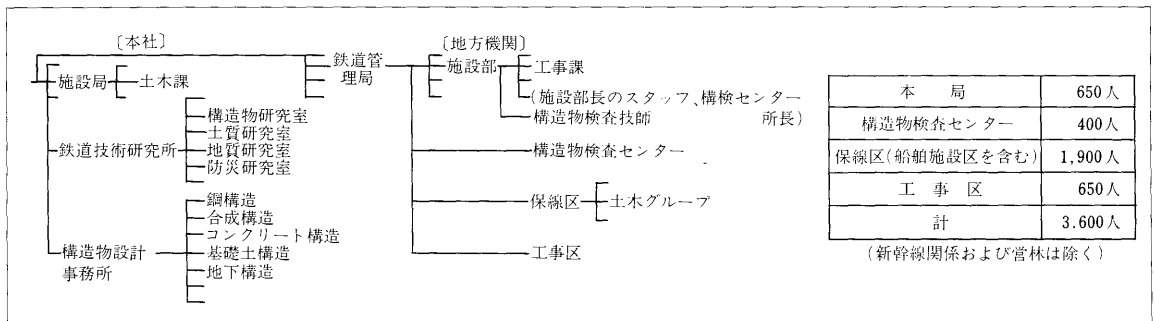 〔本社〕
施設局
土木課
鉄道技術研究所
構造物研究室
土質研究室
地質研究室
防災研究室
構造物設計
事務所
鋼構造
合成構造
コンクリート構造
基礎土構造
地下構造
鉄道管
理局
〔地方機関〕
施設部
工事課
(施設部長のスタッフ、構検センター
所長)
構造物検査技師
構造物検査センター
保線区
土木グループ
工事区
本局 650人
構造物検査センター 400人
保線区(船舶施設区を含む) 1,900人
工事区 650人
計 3.600人
(新幹線関係および営林は除く)